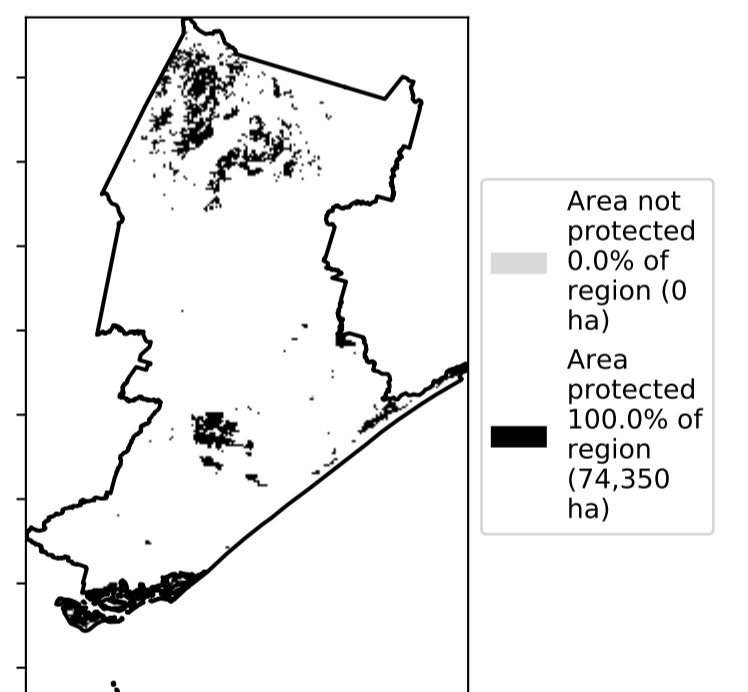 Area not
protected
0.0% of
region (0
ha)
Area
protected
100.0% of
region
(74,350
ha)